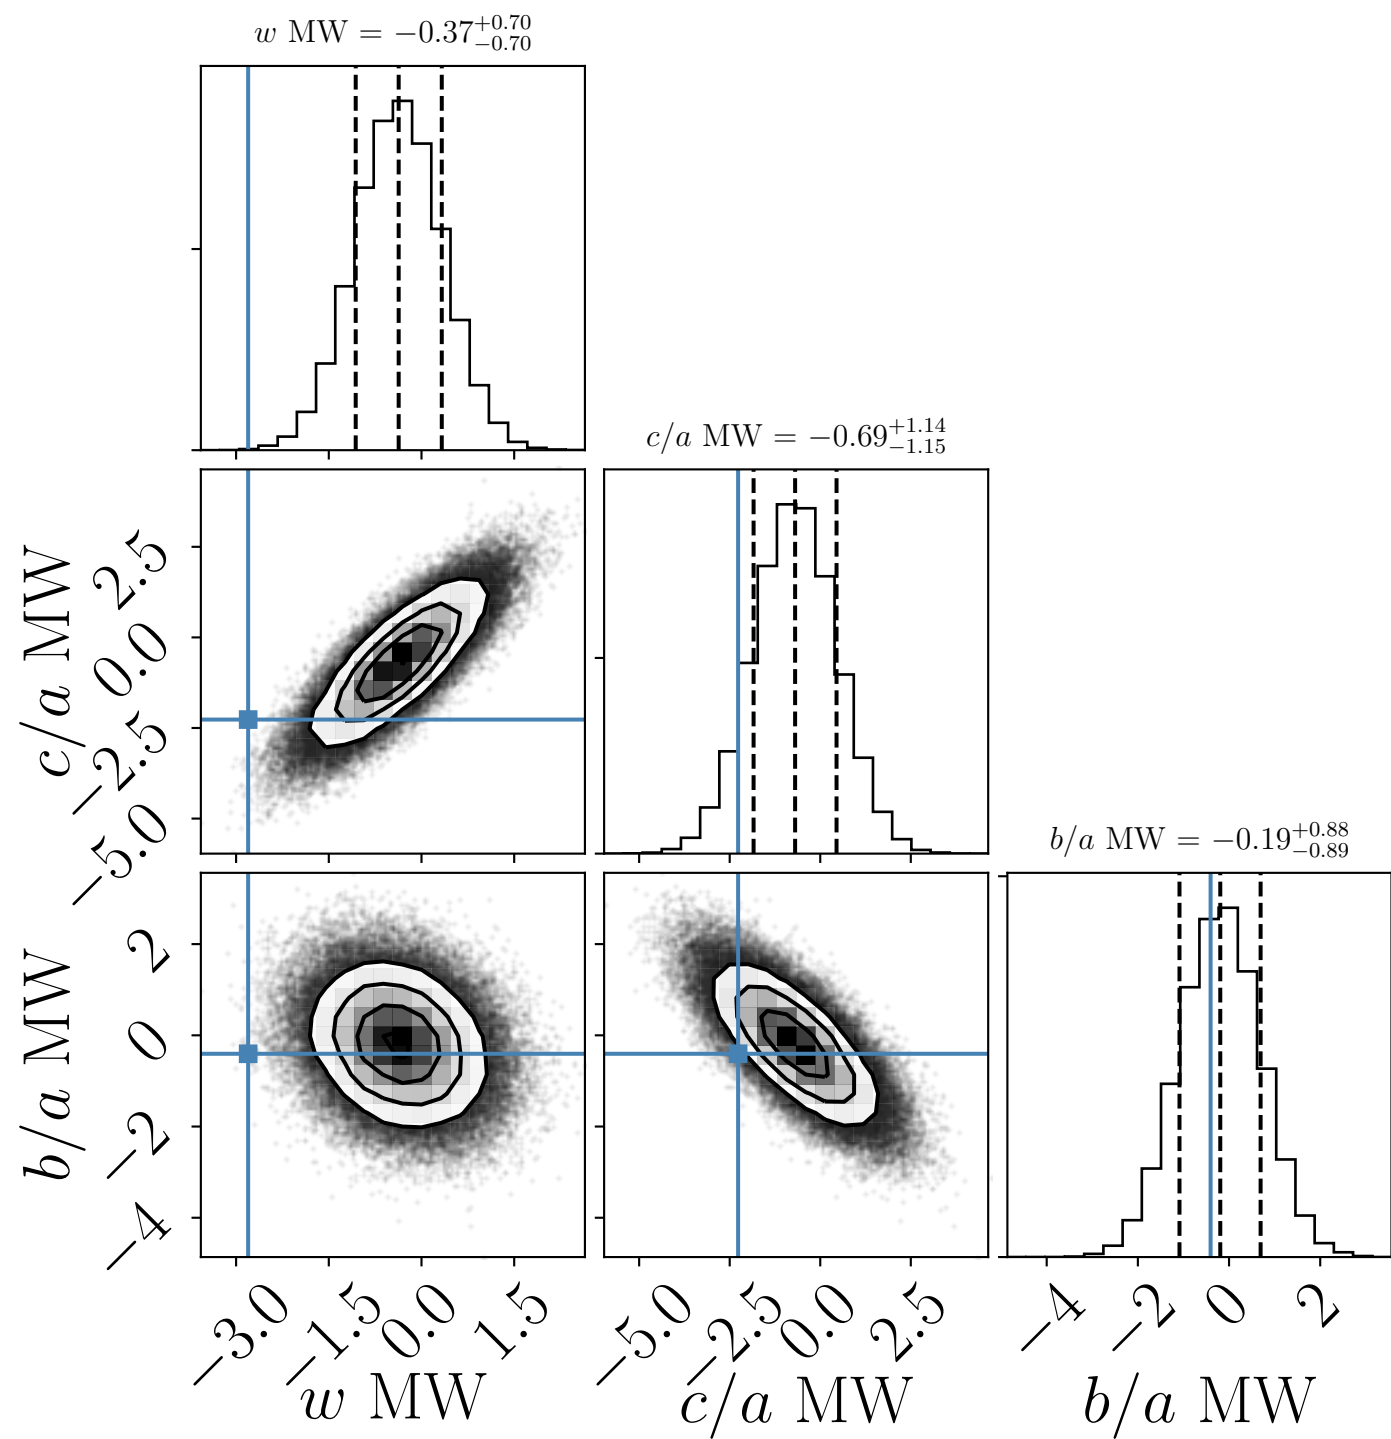 w MW = −0.37+0.70−0.70
c/a MW = −0.69+1.14−1.15
b/a MW = −0.19+0.88−0.89
c/a MW
2.5
0.0
−2.5
−5.0
b/a MW
2
0
−2
−4
−3.0 −1.5 0.0 1.5
w MW
−5.0 −2.5 0.0 2.5
c/a MW
−4 −2 0 2
b/a MW